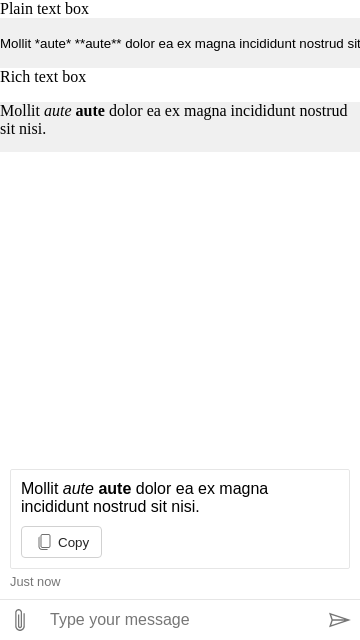 Plain text box
Mollit *aute* **aute** dolor ea ex magna incididunt nostrud sit
Rich text box
Mollit aute aute dolor ea ex magna incididunt nostrud
sit nisi.
Mollit aute aute dolor ea ex magna
incididunt nostrud sit nisi.
Copy
Just now
Type your message